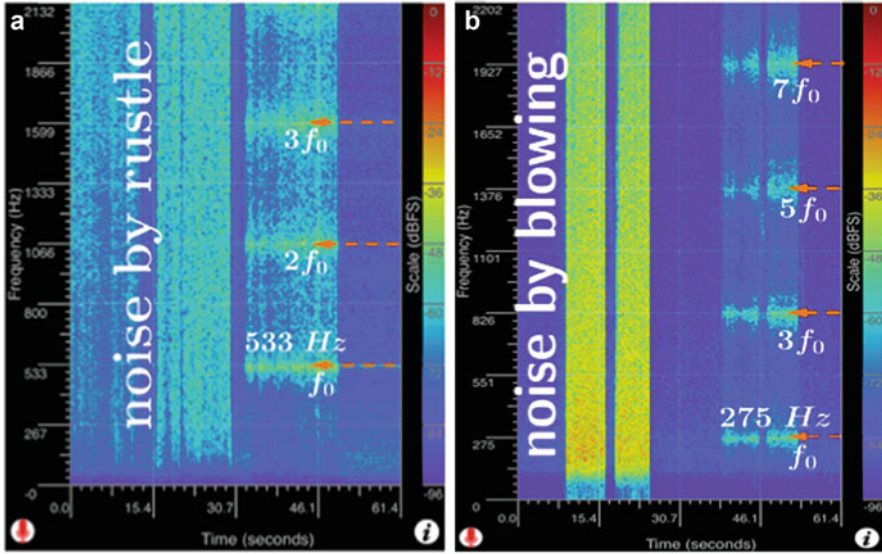 a
2132
1866
1599
1333
1066
800
533
267
-0
Frequency (Hz)
noise by rustle
3f₀
2f₀
533 Hz
f₀
0
-12
-24
-36
-48
-60
-72
-84
-96
Scale (dBFS)
0.0
15.4
30.7
46.1
61.4
Time (seconds)
i
b
2202
1927
1652
1376
1101
826
551
275
0
Frequency (Hz)
noise by blowing
7f₀
5f₀
3f₀
275 Hz
f₀
0
-12
-24
-36
-48
-60
-72
-84
-96
Scale (dBFS)
0.0
15.4
30.7
46.1
61.4
Time (seconds)
i